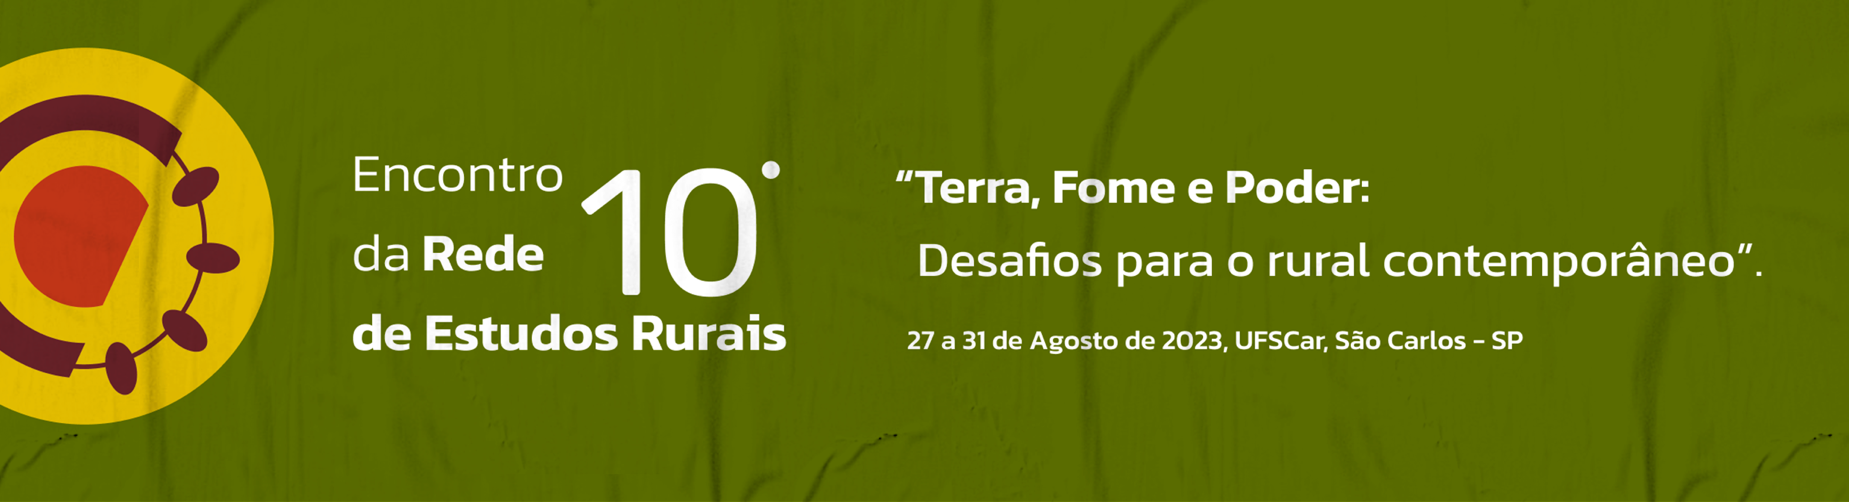 Encontro
da Rede
de Estudos Rurais
10°
“Terra, Fome e Poder:
Desafios para o rural contemporâneo”.
27 a 31 de Agosto de 2023, UFSCar, São Carlos – SP